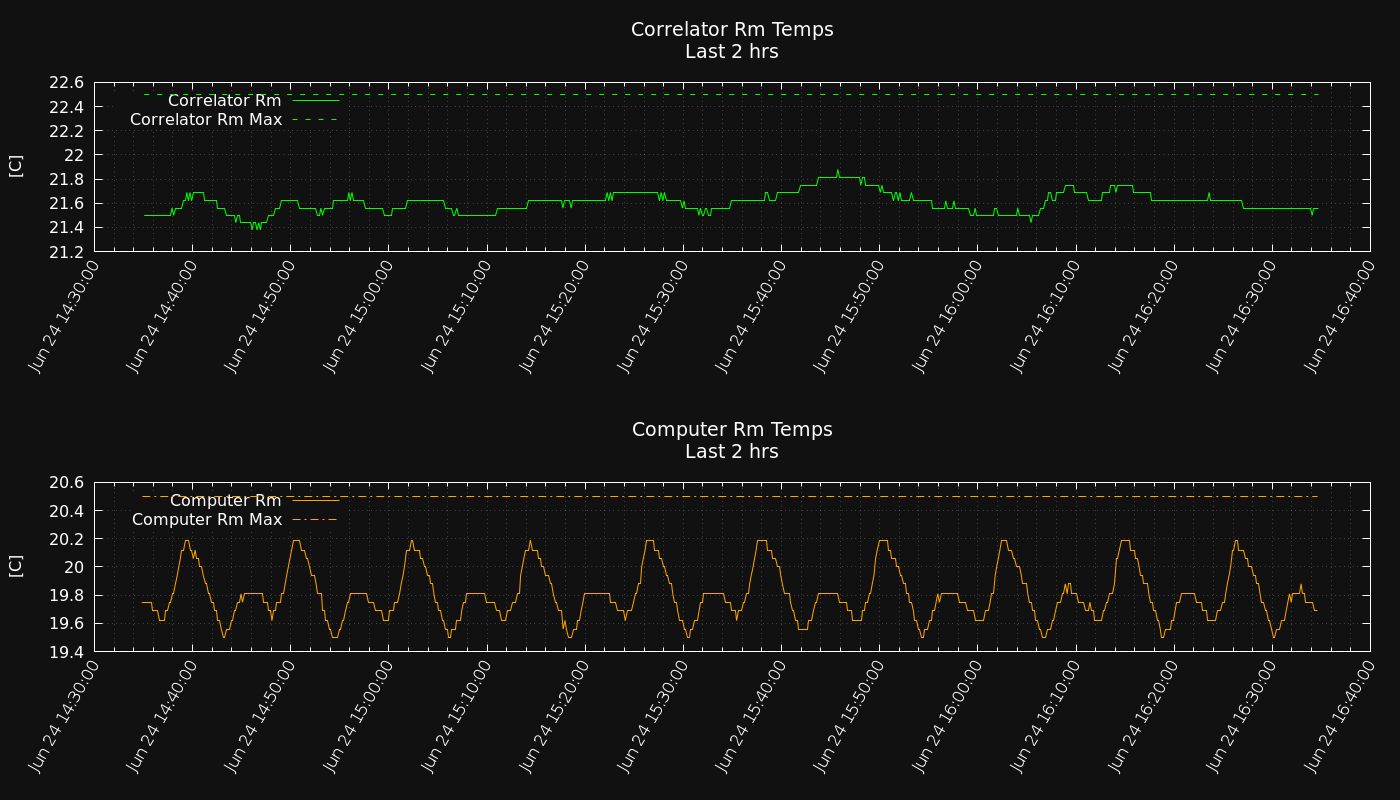 Correlator Rm Temps
Last 2 hrs
22.6
22.4
22.2
22
21.8
21.6
21.4
21.2
[C]
Correlator Rm
Correlator Rm Max
Jun 24 14:30:00
Jun 24 14:40:00
Jun 24 14:50:00
Jun 24 15:00:00
Jun 24 15:10:00
Jun 24 15:20:00
Jun 24 15:30:00
Jun 24 15:40:00
Jun 24 15:50:00
Jun 24 16:00:00
Jun 24 16:10:00
Jun 24 16:20:00
Jun 24 16:30:00
Jun 24 16:40:00
Computer Rm Temps
Last 2 hrs
20.6
20.4
20.2
20
19.8
19.6
19.4
[C]
Computer Rm
Computer Rm Max
Jun 24 14:30:00
Jun 24 14:40:00
Jun 24 14:50:00
Jun 24 15:00:00
Jun 24 15:10:00
Jun 24 15:20:00
Jun 24 15:30:00
Jun 24 15:40:00
Jun 24 15:50:00
Jun 24 16:00:00
Jun 24 16:10:00
Jun 24 16:20:00
Jun 24 16:30:00
Jun 24 16:40:00